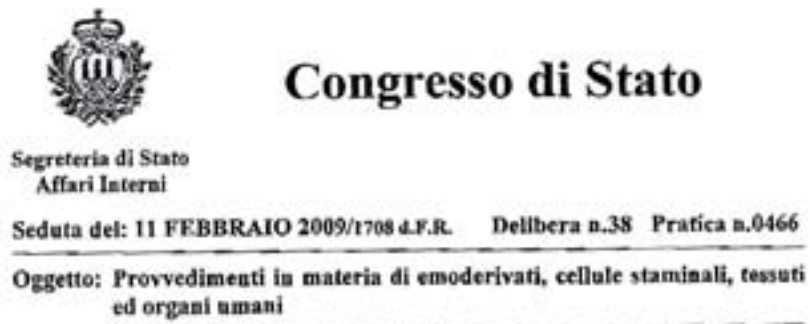 Congresso di Stato
Segreteria di Stato
Affari Interni
Seduta del: 11 FEBBRAIO 2009/1708 d.F.R. Delibera n.38 Pratica n.0466
Oggetto: Provvedimenti in materia di emoderivati, cellule staminali, tessuti
ed organi umani